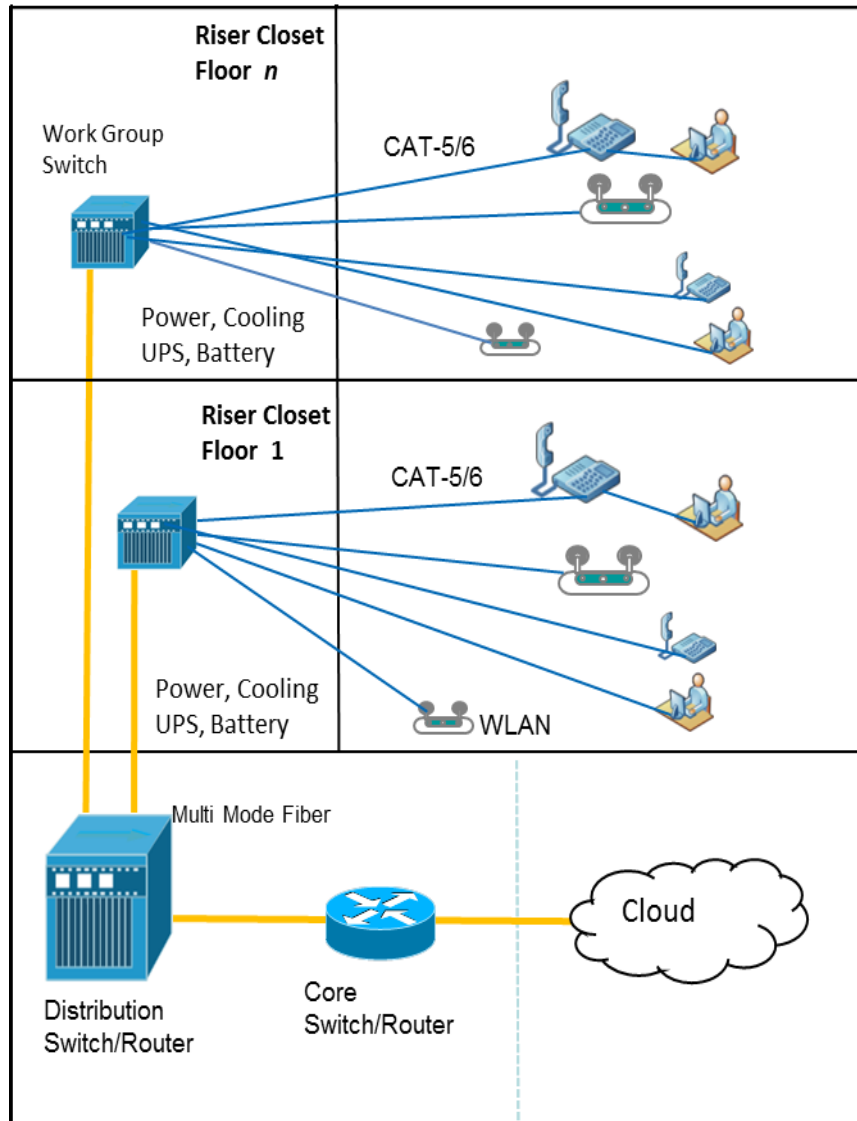 Riser Closet
Floor n
Work Group
Switch
CAT-5/6
Power, Cooling
UPS, Battery
Riser Closet
Floor 1
CAT-5/6
Power, Cooling
UPS, Battery
WLAN
Multi Mode Fiber
Cloud
Distribution
Switch/Router
Core
Switch/Router